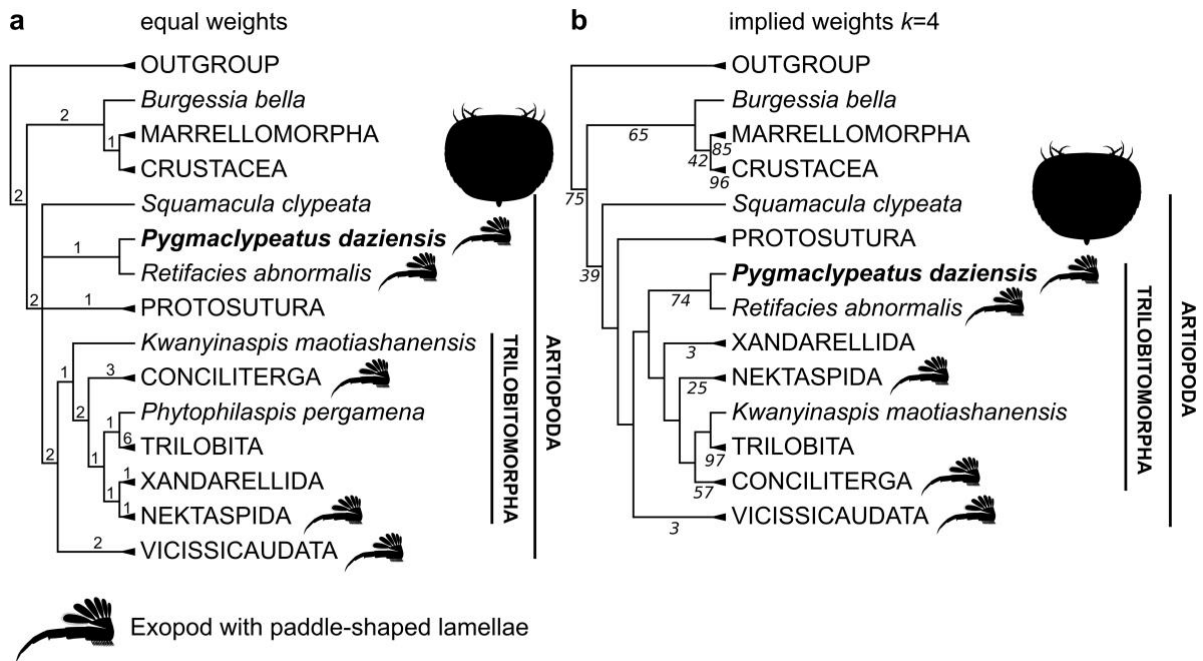 a equal weights
OUTGROUP
Burgessia bella
2
MARRELLOMORPHA
1
CRUSTACEA
2
Squamacula clypeata
Pygmaclypeatus daziensis
1
Retifacies abnormalis
2
1
PROTOSUTURA
Kwanyinaspis maotiashanensis
1
3
CONCILITERGA
2
Phytophilaspis pergamena
1
6
TRILOBITA
2
1
1
XANDARELLIDA
1
1
NEKTASPIDA
2
VICISSICAUDATA
TRILOBITOMORPHA
ARTIOPODA
b implied weights k=4
OUTGROUP
Burgessia bella
65
MARRELLOMORPHA
85
42
CRUSTACEA
96
75
Squamacula clypeata
PROTOSUTURA
39
Pygmaclypeatus daziensis
74
Retifacies abnormalis
XANDARELLIDA
3
NEKTASPIDA
25
Kwanyinaspis maotiashanensis
TRILOBITA
97
CONCILITERGA
57
VICISSICAUDATA
3
TRILOBITOMORPHA
ARTIOPODA
Exopod with paddle-shaped lamellae